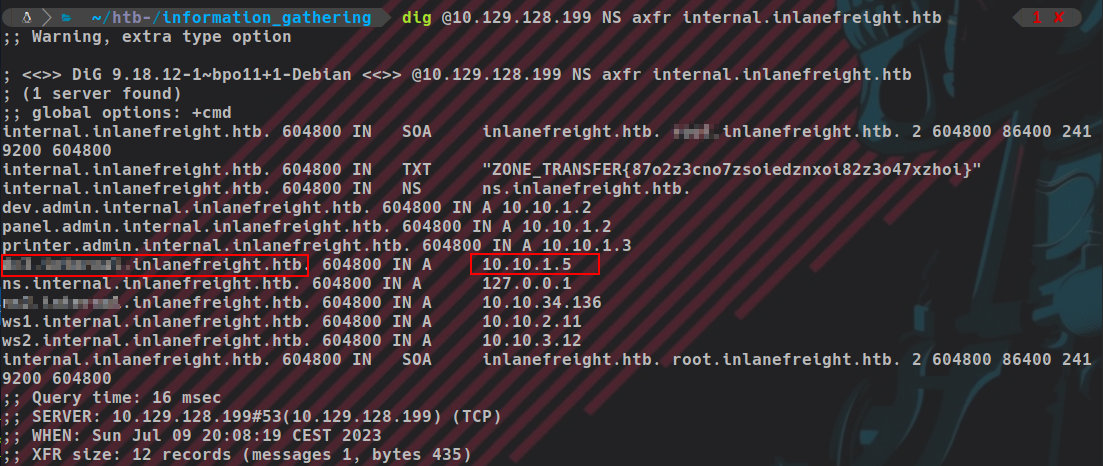 ~/htb-/information_gathering dig @10.129.128.199 NS axfr internal.inlanefreight.htb 1 ✘
;; Warning, extra type option
; <<>> DiG 9.18.12-1~bpo11+1-Debian <<>> @10.129.128.199 NS axfr internal.inlanefreight.htb
; (1 server found)
;; global options: +cmd
internal.inlanefreight.htb. 604800 IN SOA inlanefreight.htb. .inlanefreight.htb. 2 604800 86400 241
9200 604800
internal.inlanefreight.htb. 604800 IN TXT "ZONE_TRANSFER{87o2z3cno7zsoiedznxoi82z3o47xzhoi}"
internal.inlanefreight.htb. 604800 IN NS ns.inlanefreight.htb.
dev.admin.internal.inlanefreight.htb. 604800 IN A 10.10.1.2
panel.admin.internal.inlanefreight.htb. 604800 IN A 10.10.1.2
printer.admin.internal.inlanefreight.htb. 604800 IN A 10.10.1.3
.inlanefreight.htb. 604800 IN A 10.10.1.5
ns.internal.inlanefreight.htb. 604800 IN A 127.0.0.1
.inlanefreight.htb. 604800 IN A 10.10.34.136
ws1.internal.inlanefreight.htb. 604800 IN A 10.10.2.11
ws2.internal.inlanefreight.htb. 604800 IN A 10.10.3.12
internal.inlanefreight.htb. 604800 IN SOA inlanefreight.htb. root.inlanefreight.htb. 2 604800 86400 241
9200 604800
;; Query time: 16 msec
;; SERVER: 10.129.128.199#53(10.129.128.199) (TCP)
;; WHEN: Sun Jul 09 20:08:19 CEST 2023
;; XFR size: 12 records (messages 1, bytes 435)